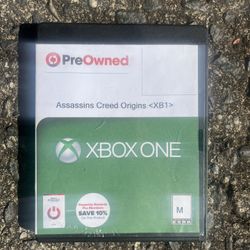 PreOwned
Assassins Creed Origins <XB1>
XBOX ONE
SAVE 10%
M